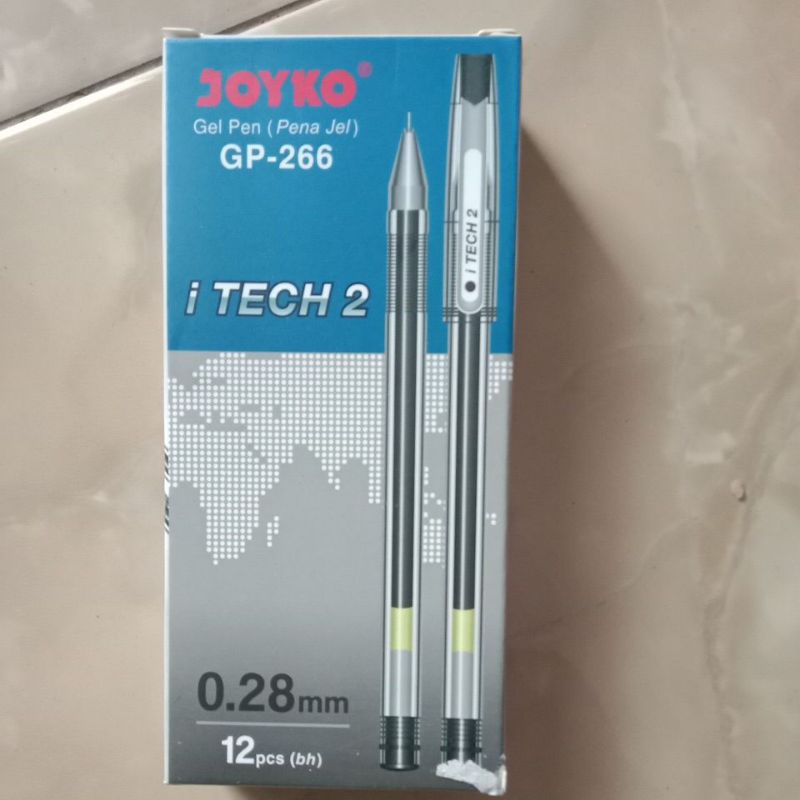 JOYKO®
Gel Pen (Pena Jel)
GP-266
i TECH 2
i TECH 2
0.28mm
12pcs (bh)